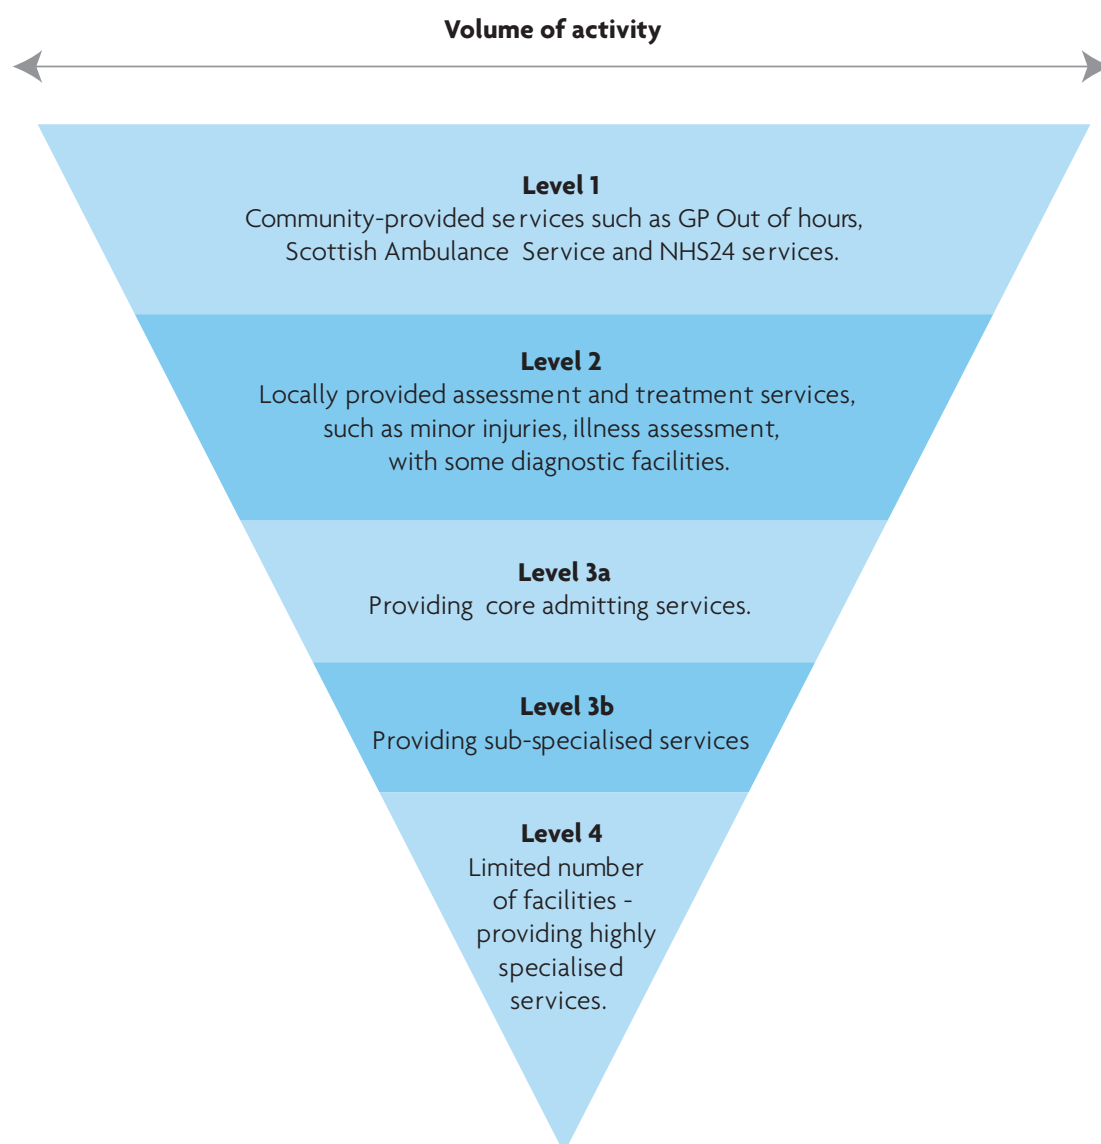 Volume of activity
Level 1
Community-provided services such as GP Out of hours,
Scottish Ambulance Service and NHS24 services.
Level 2
Locally provided assessment and treatment services,
such as minor injuries, illness assessment,
with some diagnostic facilities.
Level 3a
Providing core admitting services.
Level 3b
Providing sub-specialised services
Level 4
Limited number
of facilities -
providing highly
specialised
services.